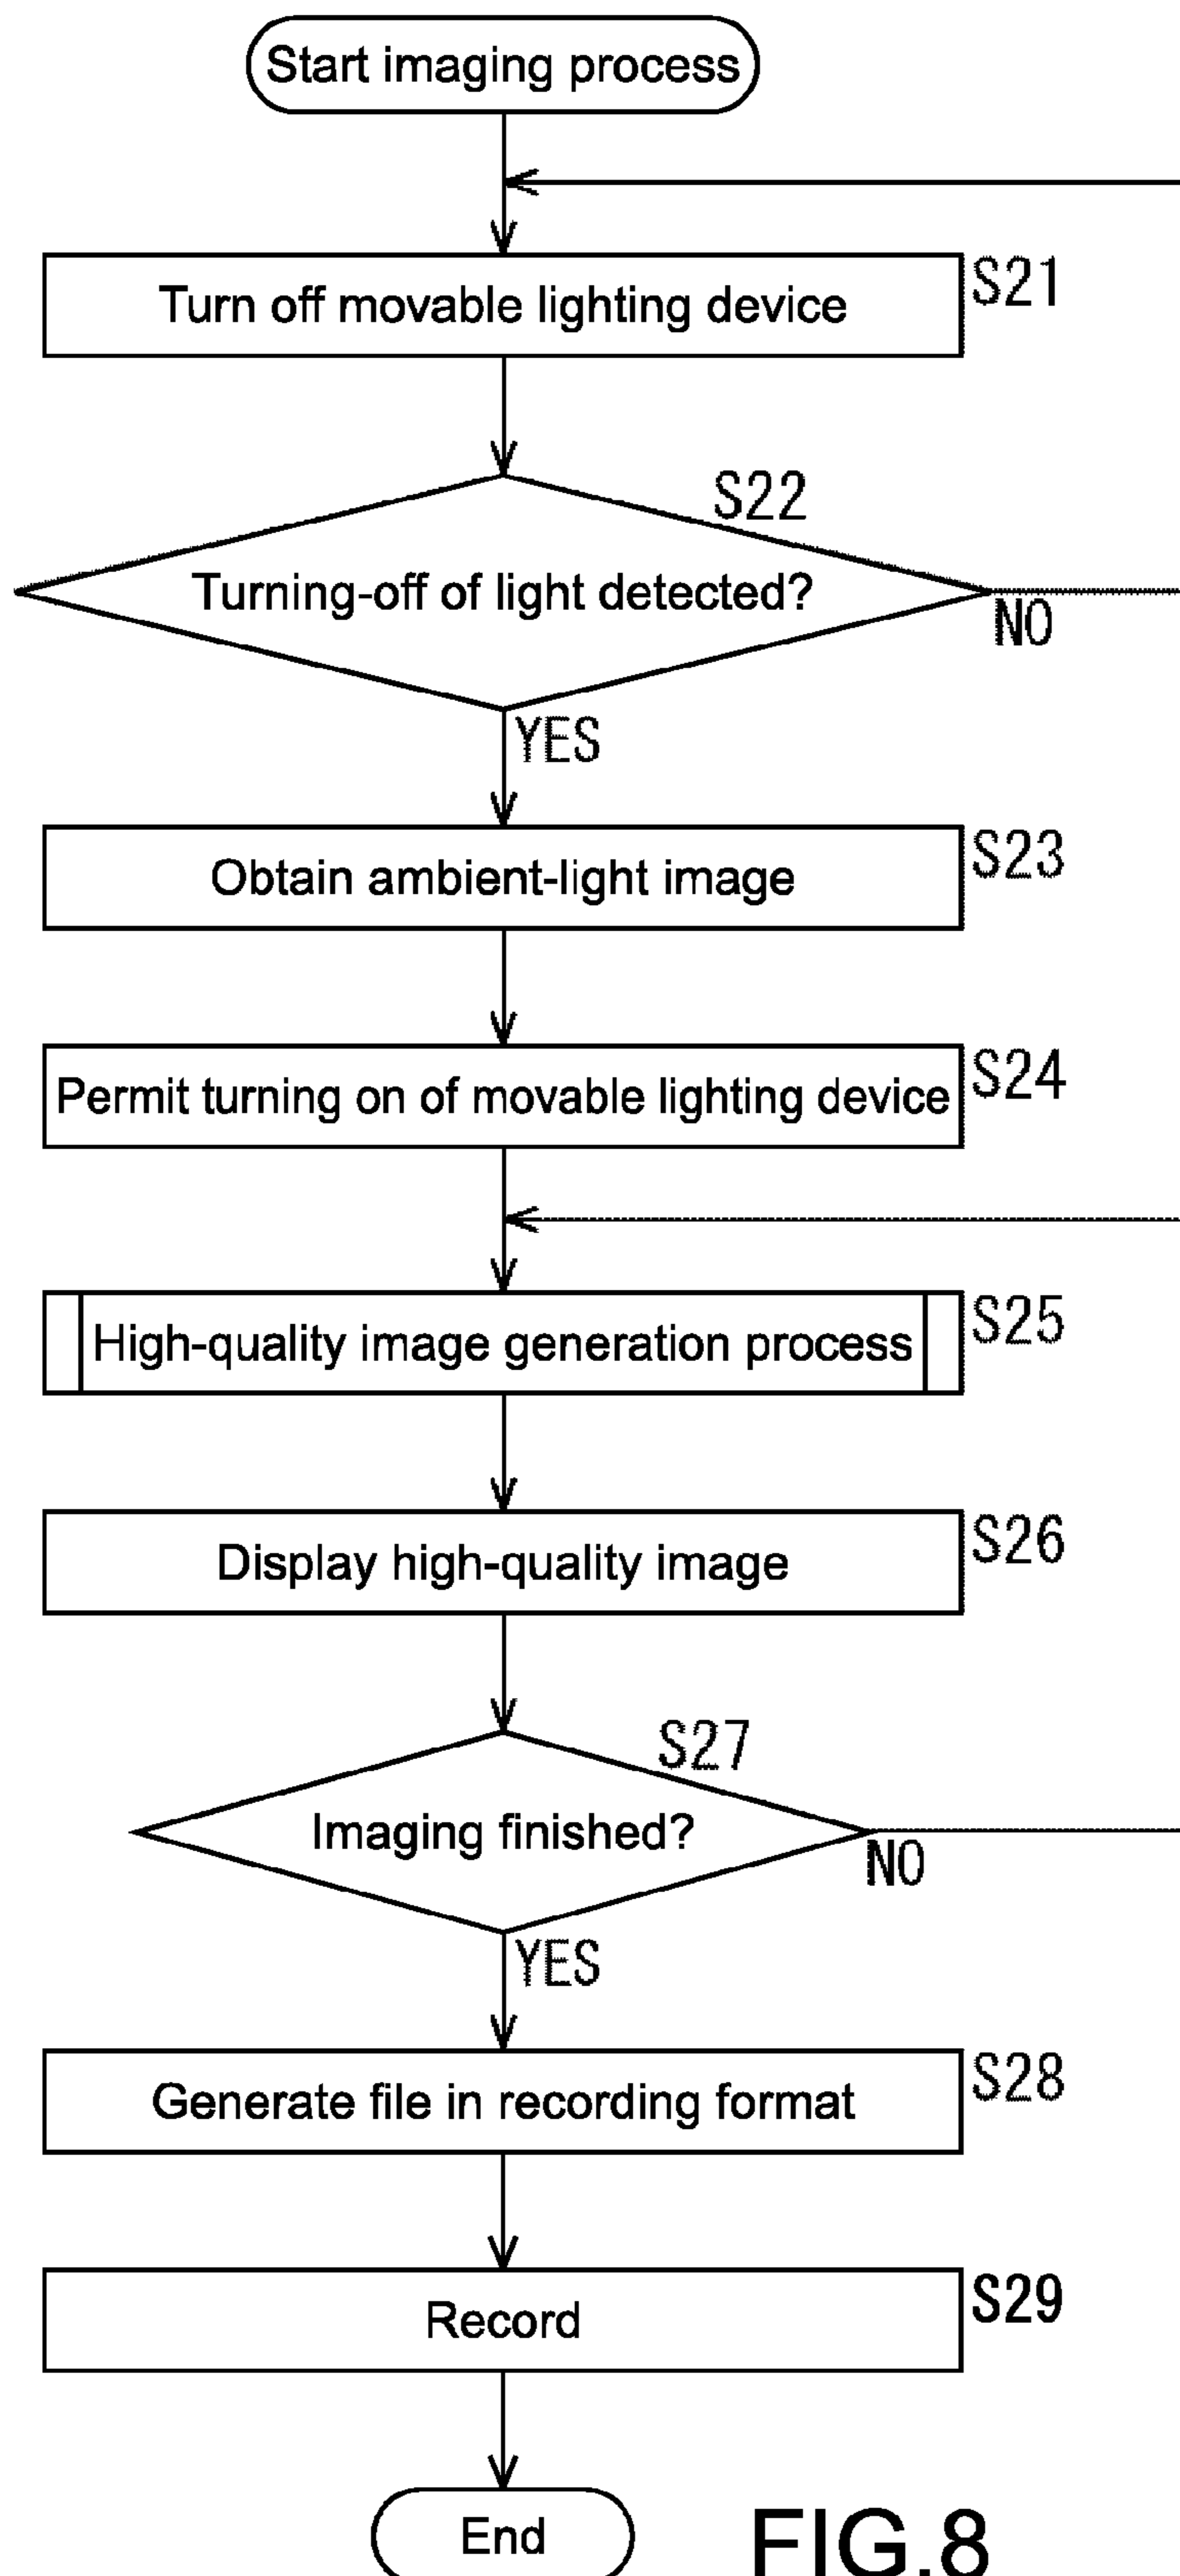 Start imaging process
Turn off movable lighting device
S21
S22
Turning-off of light detected?
NO
YES
Obtain ambient-light image
S23
Permit turning on of movable lighting device
S24
High-quality image generation process
S25
Display high-quality image
S26
S27
Imaging finished?
NO
YES
Generate file in recording format
S28
Record
S29
End
FIG.8